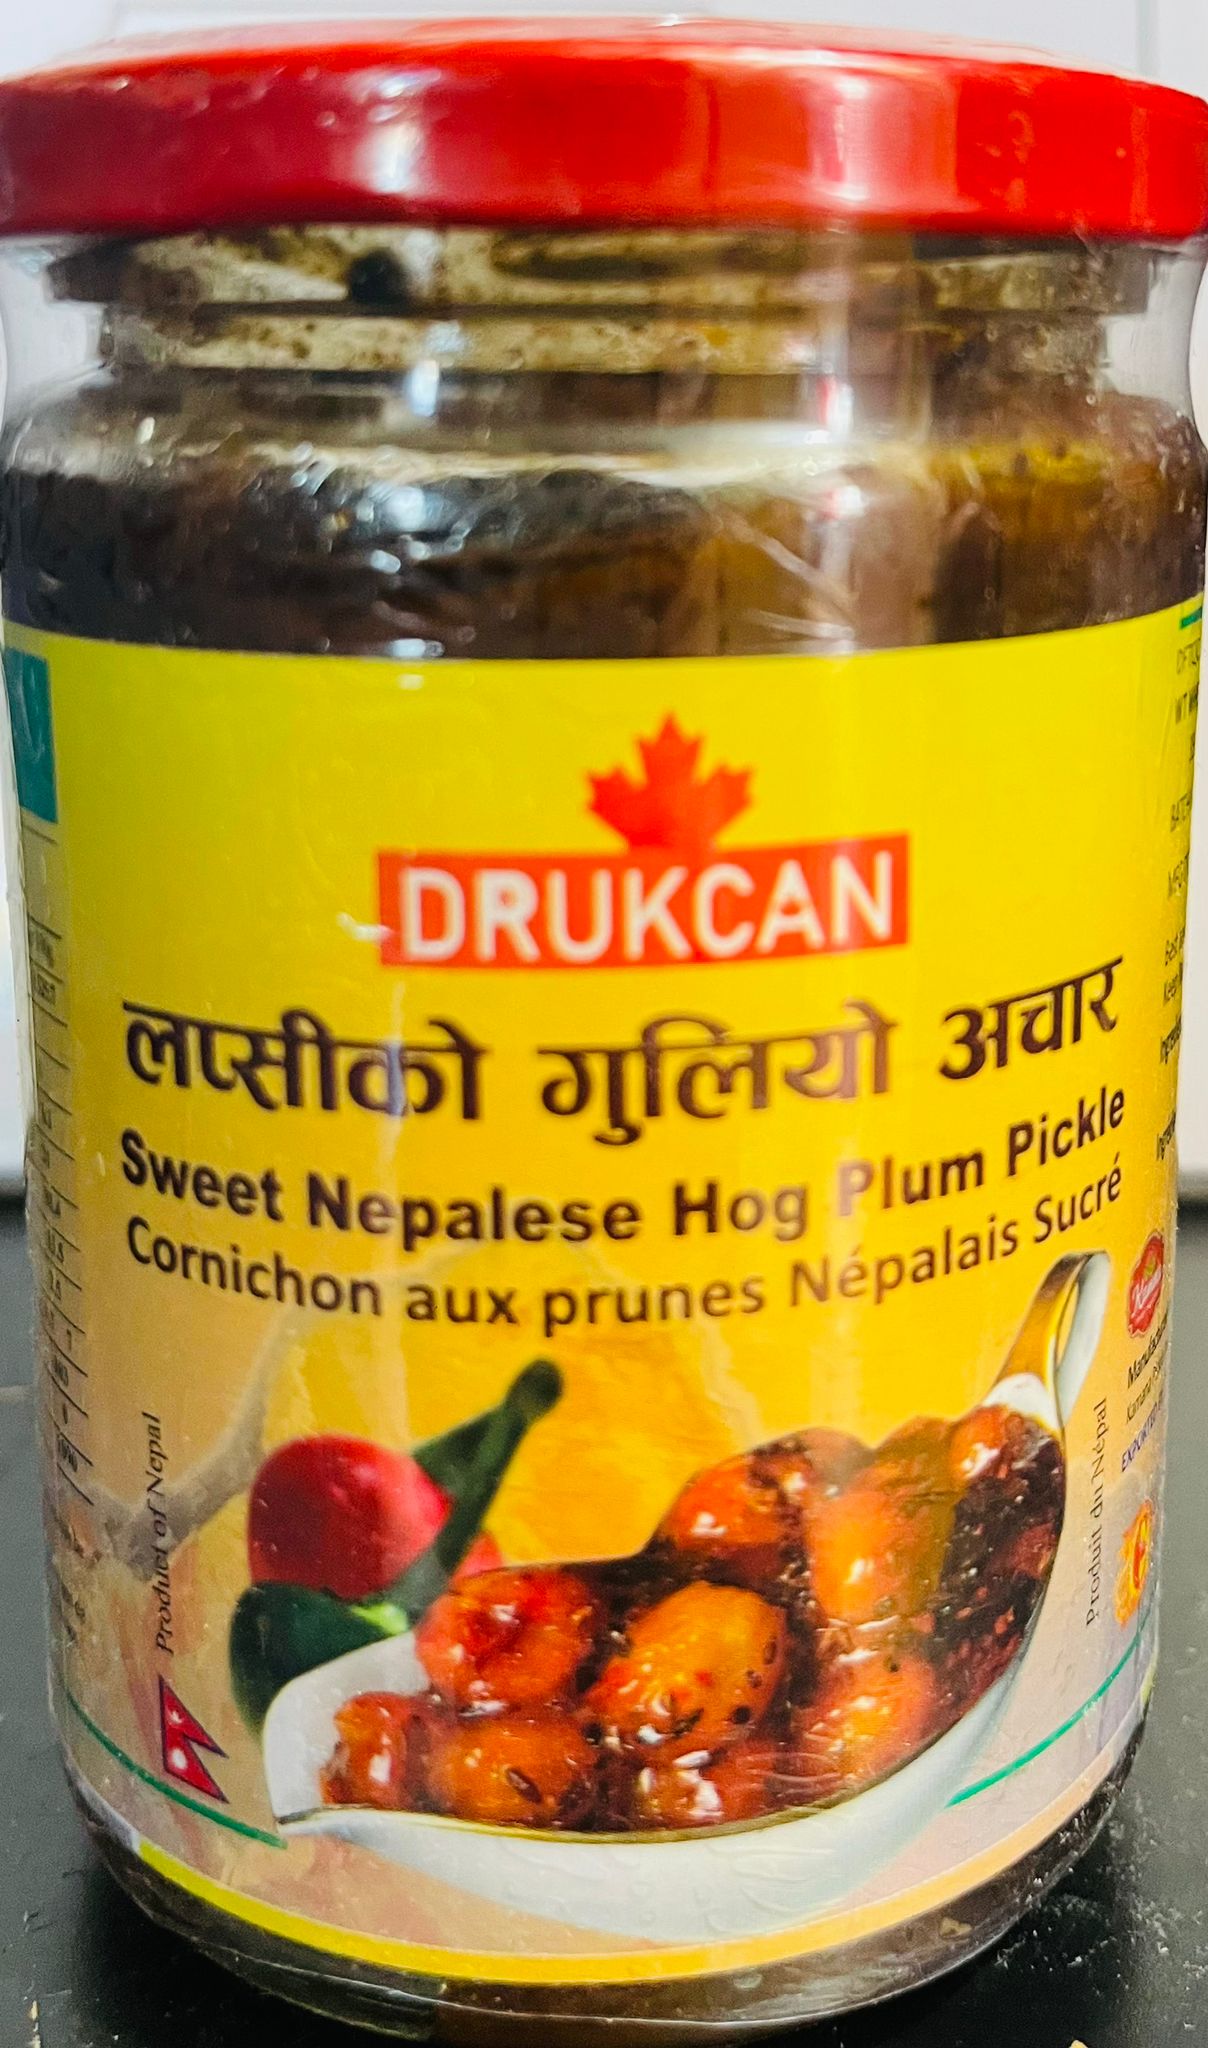 DRUKCAN
लप्सीको गुलियो अचार
Sweet Nepalese Hog Plum Pickle
Cornichon aux prunes Népalais Sucré
Product of Nepal
Produit du Népal